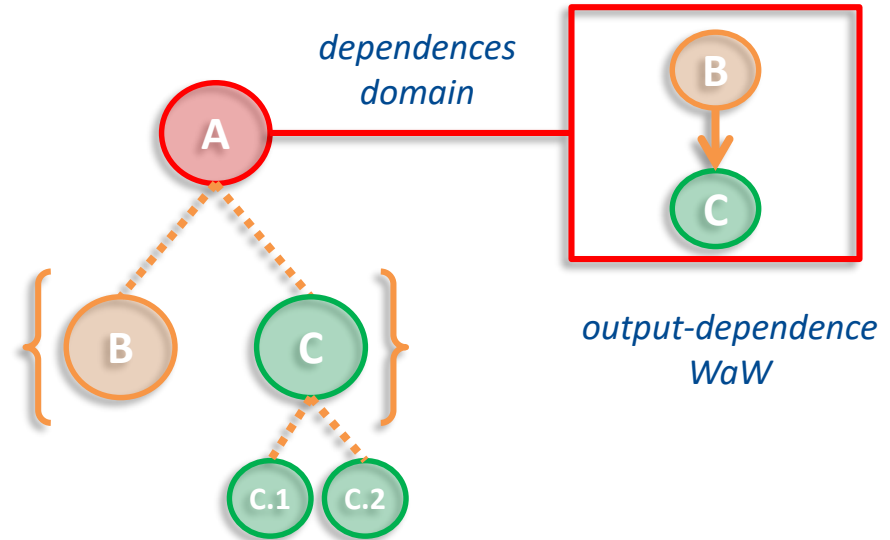 dependences
domain
A
B
C
B
C
output-dependence
WaW
C.1
C.2